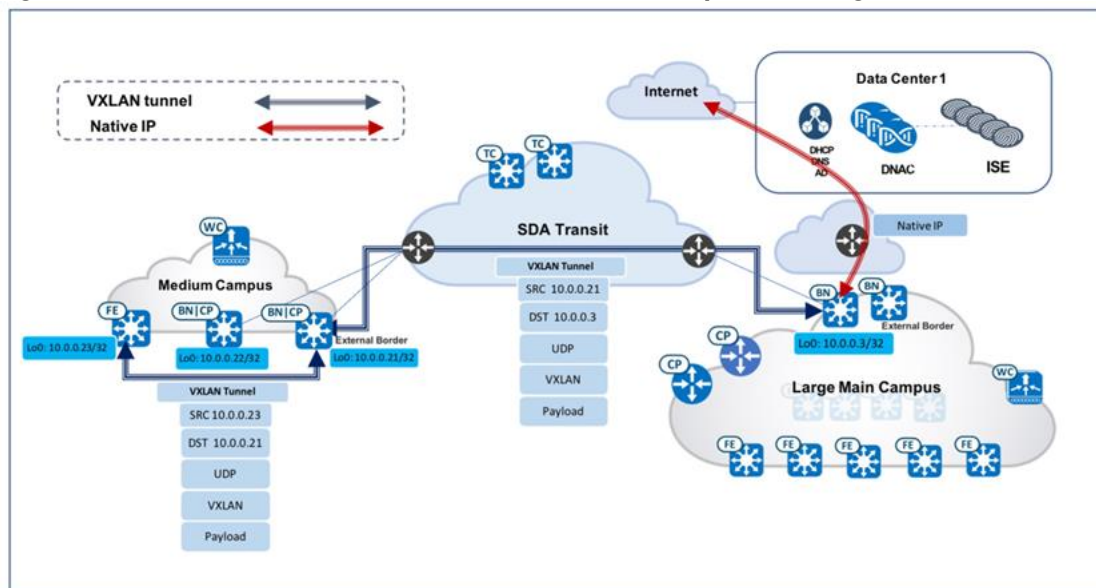 VXLAN tunnel
Native IP
Internet
Data Center 1
DHCP
DNS
AD
DNAC
ISE
TC
TC
SDA Transit
Native IP
WC
Medium Campus
FE
BN|CP
BN|CP
External Border
Lo0: 10.0.0.23/32
Lo0: 10.0.0.22/32
Lo0: 10.0.0.21/32
VXLAN Tunnel
SRC 10.0.0.23
DST 10.0.0.21
UDP
VXLAN
Payload
VXLAN Tunnel
SRC 10.0.0.21
DST 10.0.0.3
UDP
VXLAN
Payload
BN
BN
External Border
Lo0: 10.0.0.3/32
CP
CP
WC
Large Main Campus
FE
FE
FE
FE
FE